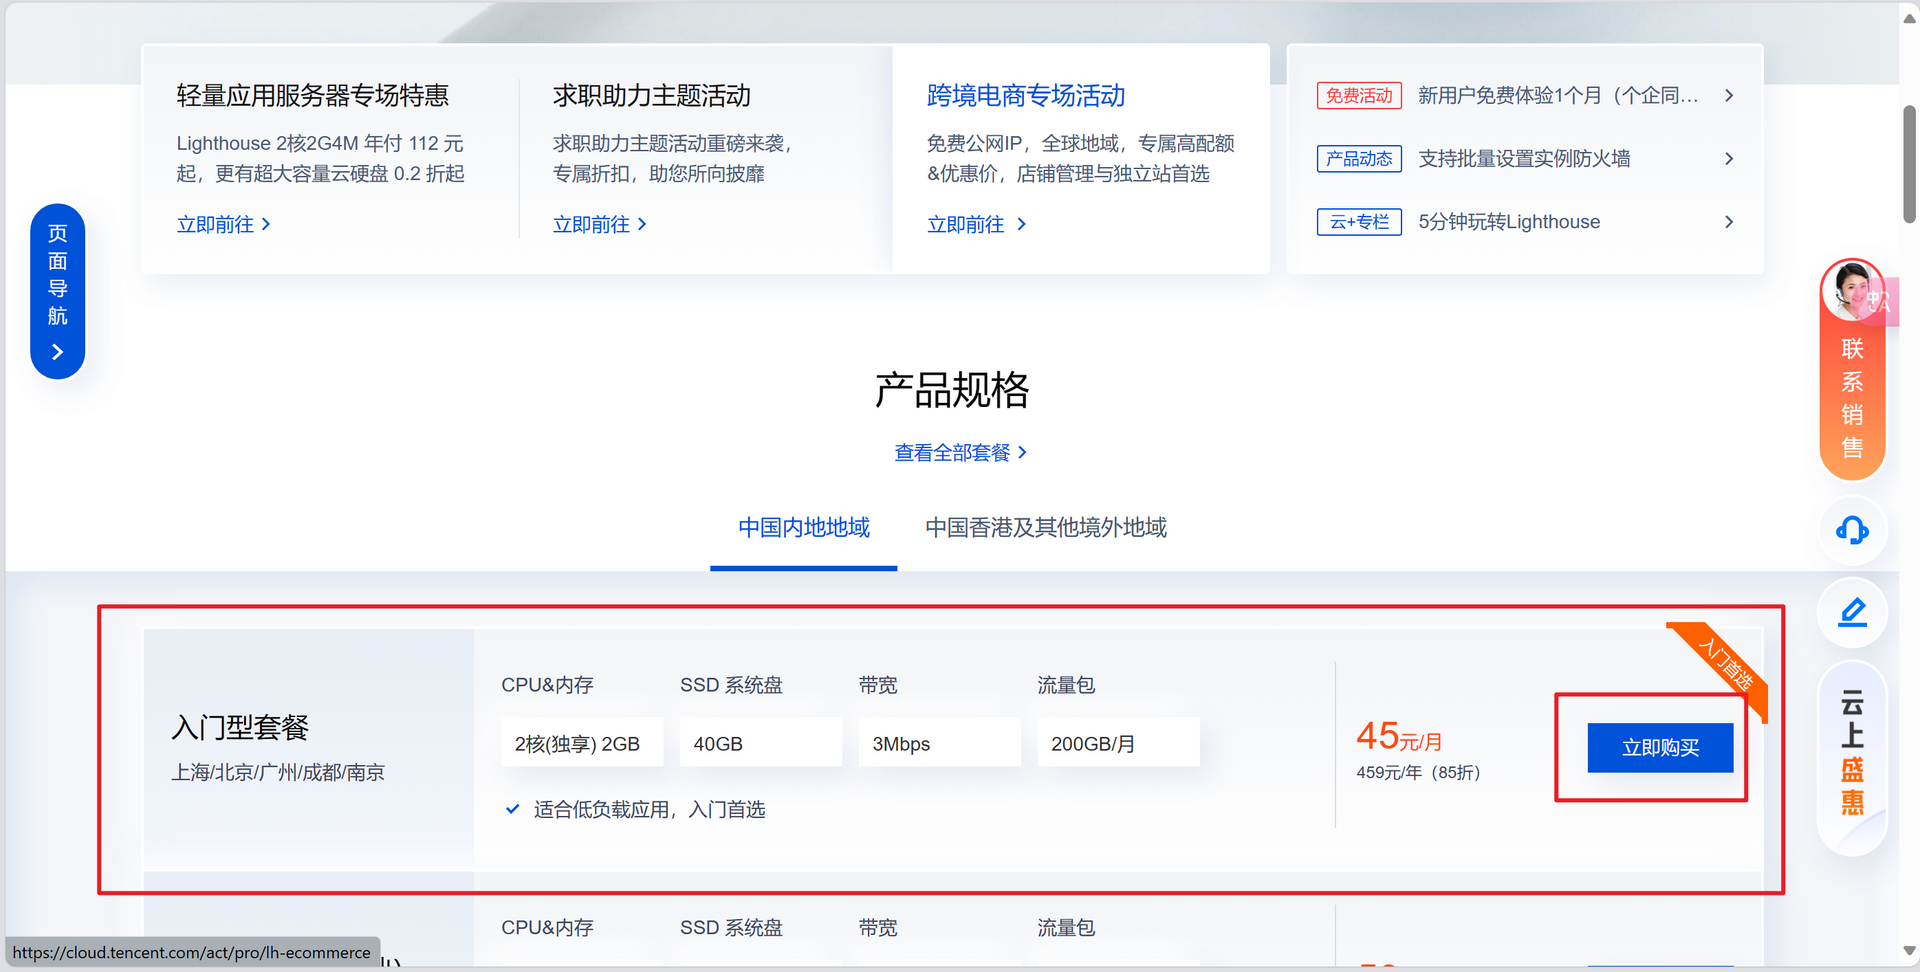 轻量应用服务器专场特惠
Lighthouse 2核2G4M 年付 112 元
起，更有超大容量云硬盘 0.2 折起
立即前往
求职助力主题活动
求职助力主题活动重磅来袭，
专属折扣，助您所向披靡
立即前往
跨境电商专场活动
免费公网IP，全球地域，专属高配额
&优惠价，店铺管理与独立站首选
立即前往
免费活动 新用户免费体验1个月（个企同...
产品动态 支持批量设置实例防火墙
云+专栏 5分钟玩转Lighthouse
页面导航
联系销售
产品规格
查看全部套餐
中国内地地域 中国香港及其他境外地域
入门型套餐
上海/北京/广州/成都/南京
CPU&内存 SSD 系统盘 带宽 流量包
2核(独享) 2GB 40GB 3Mbps 200GB/月
适合低负载应用，入门首选
45元/月
459元/年（85折）
立即购买
入门首选
云上盛惠
CPU&内存 SSD 系统盘 带宽 流量包
https://cloud.tencent.com/act/pro/lh-ecommerce